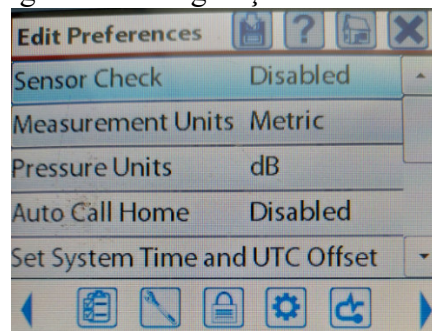 Edit Preferences ?
Sensor Check Disabled
Measurement Units Metric
Pressure Units dB
Auto Call Home Disabled
Set System Time and UTC Offset